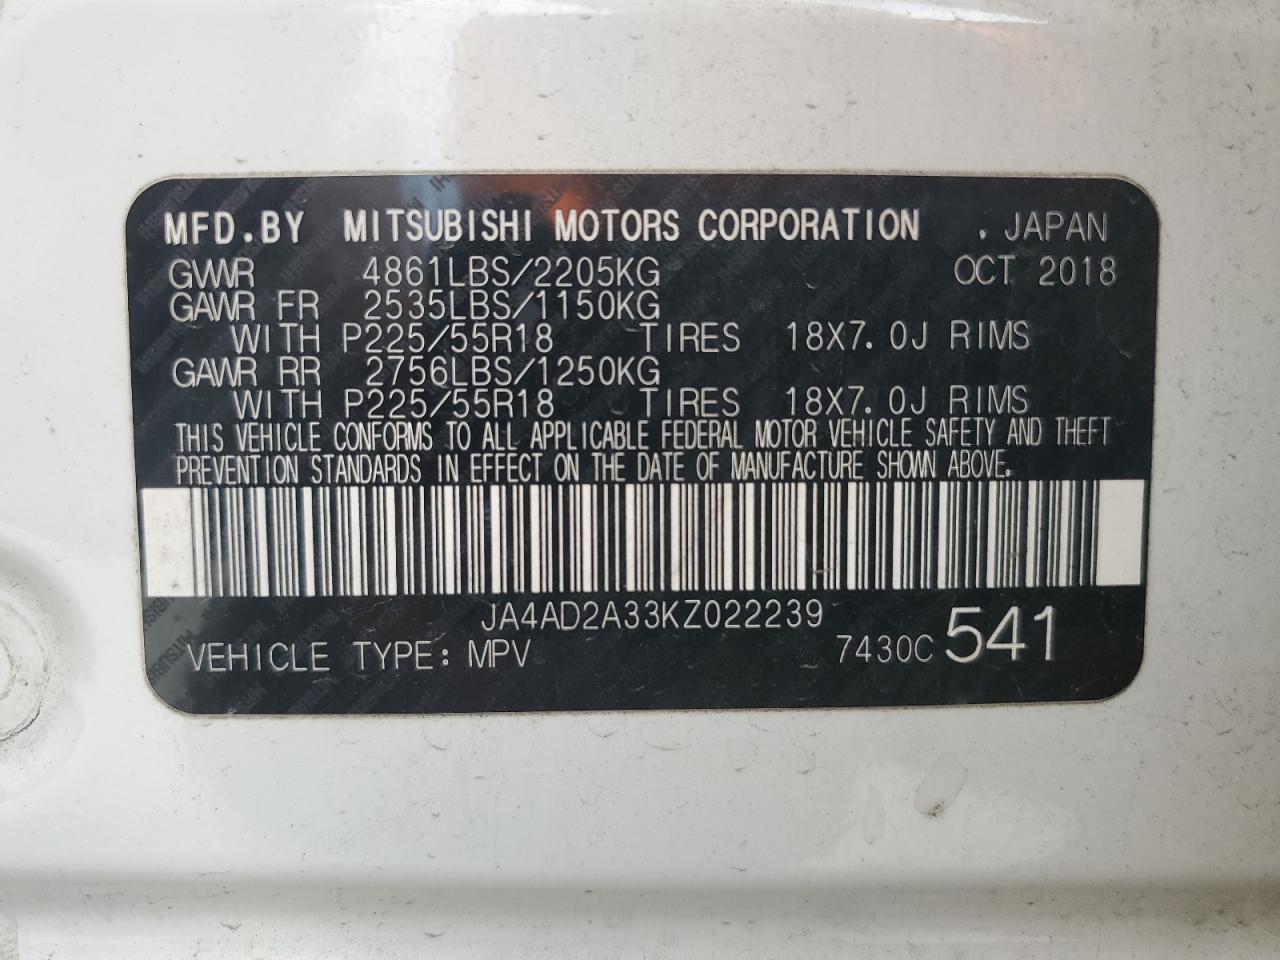 MFD.BY MITSUBISHI MOTORS CORPORATION . JAPAN
GVWR 4861LBS/2205KG OCT 2018
GAWR FR 2535LBS/1150KG
WITH P225/55R18 TIRES 18X7.0J RIMS
GAWR RR 2756LBS/1250KG
WITH P225/55R18 TIRES 18X7.0J RIMS
THIS VEHICLE CONFORMS TO ALL APPLICABLE FEDERAL MOTOR VEHICLE SAFETY AND THEFT
PREVENTION STANDARDS IN EFFECT ON THE DATE OF MANUFACTURE SHOWN ABOVE.
JA4AD2A33KZ022239
VEHICLE TYPE: MPV 7430C 541